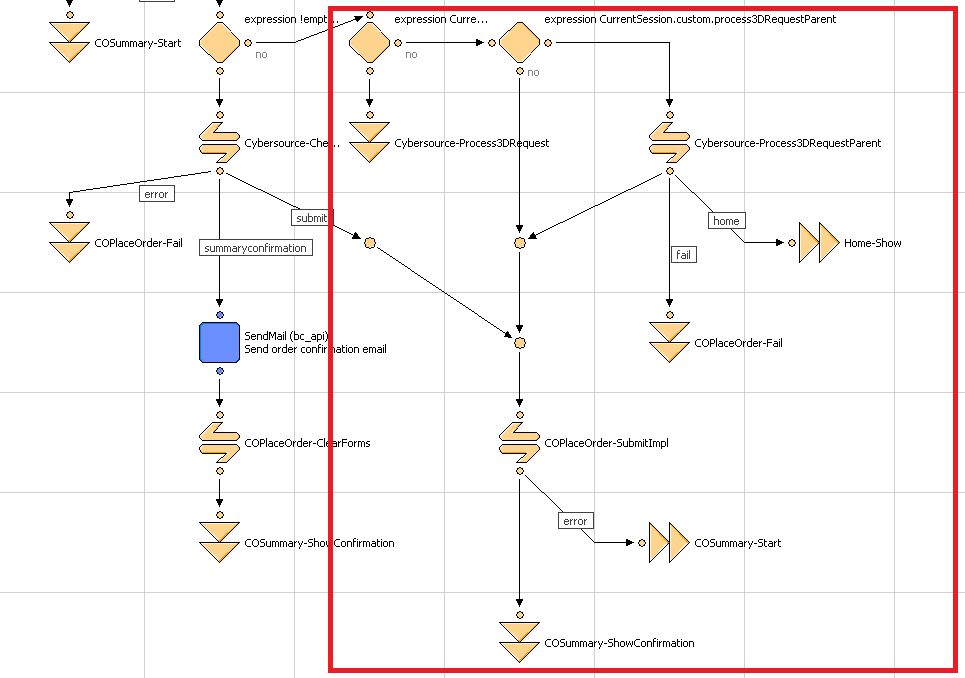 expression !empt...
expression Curre...
expression CurrentSession.custom.process3DRequestParent
COSummary-Start
no
no
no
Cybersource-Che...
Cybersource-Process3DRequest
Cybersource-Process3DRequestParent
error
submit
home
COPlaceOrder-Fail
summaryconfirmation
fail
Home-Show
SendMail (bc_api)
Send order confirmation email
COPlaceOrder-Fail
COPlaceOrder-ClearForms
COPlaceOrder-SubmitImpl
error
COSummary-ShowConfirmation
COSummary-Start
COSummary-ShowConfirmation